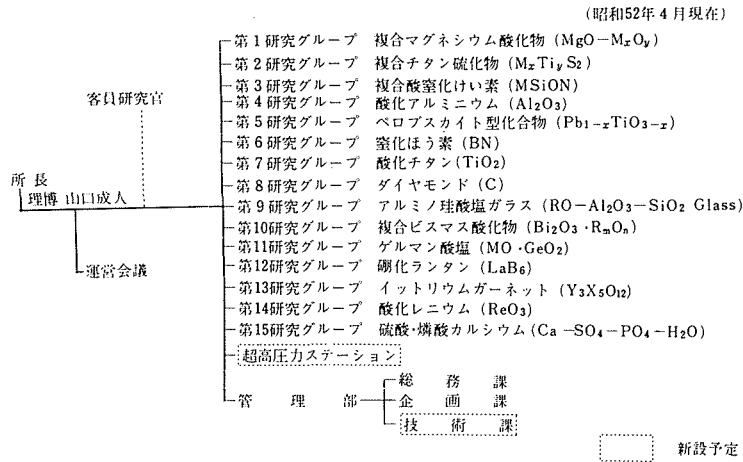 (昭和52年4月現在)
第1研究グループ 複合マグネシウム酸化物 (MgO－MxOy)
第2研究グループ 複合チタン硫化物 (MxTiyS2)
第3研究グループ 複合酸窒化けい素 (MSiON)
客員研究官
第4研究グループ 酸化アルミニウム (Al2O3)
第5研究グループ ペロブスカイト型化合物 (Pb1-xTiO3-x)
第6研究グループ 窒化ほう素 (BN)
第7研究グループ 酸化チタン(TiO2)
所長
理博 山口成人
第8研究グループ ダイヤモンド (C)
第9研究グループ アルミノ珪酸塩ガラス (RO－Al2O3－SiO2 Glass)
第10研究グループ 複合ビスマス酸化物 (Bi2O3・RmOn)
第11研究グループ ゲルマン酸塩 (MO・GeO2)
運営会議
第12研究グループ 硼化ランタン (LaB6)
第13研究グループ イットリウムガーネット (Y3X5O12)
第14研究グループ 酸化レニウム (ReO3)
第15研究グループ 硫酸・燐酸カルシウム(Ca－SO4－PO4－H2O)
超高圧力ステーション
管理部
総務課
企画課
技術課
新設予定